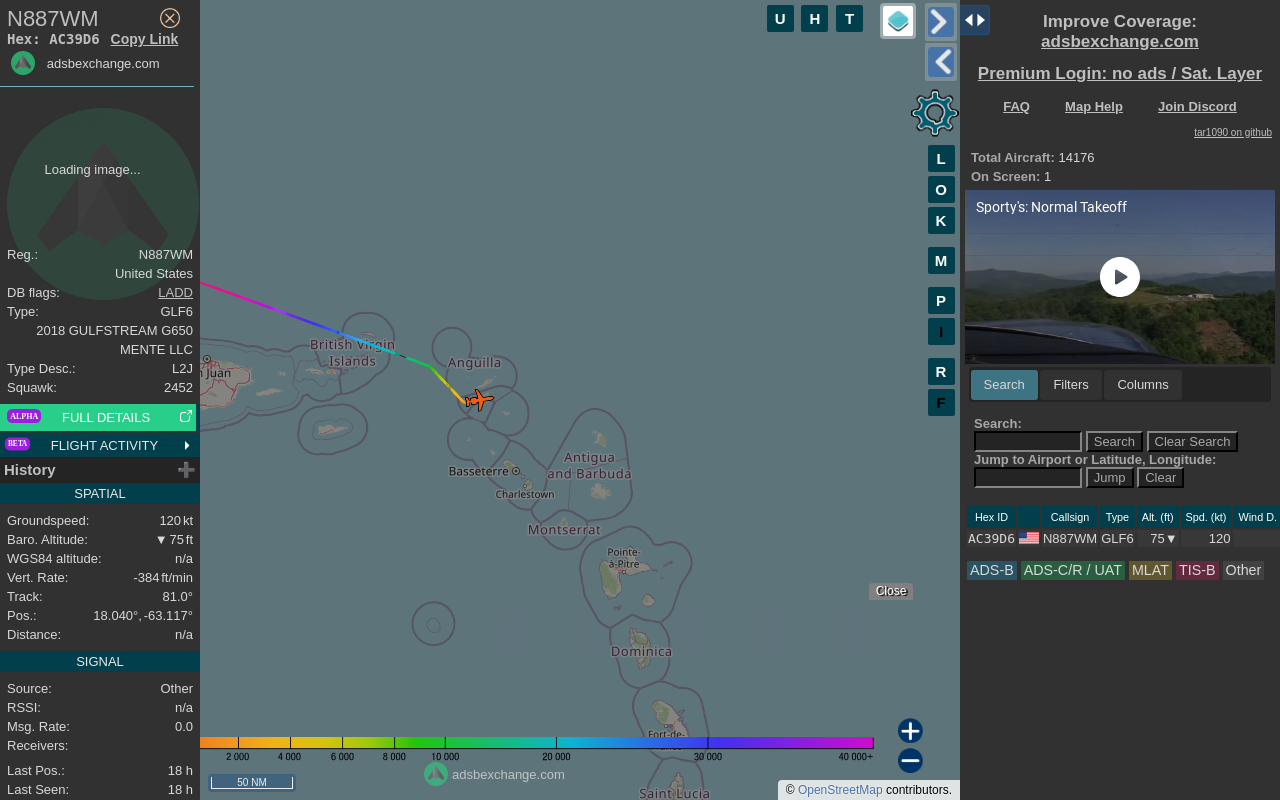 N887WM
Hex: AC39D6 Copy Link
adsbexchange.com
Loading image...
Reg.: N887WM
United States
DB flags: LADD
Type: GLF6
2018 GULFSTREAM G650
MENTE LLC
Type Desc.: L2J
Squawk: 2452
ALPHA FULL DETAILS
BETA FLIGHT ACTIVITY
History
SPATIAL
Groundspeed: 120 kt
Baro. Altitude: ▼ 75 ft
WGS84 altitude: n/a
Vert. Rate: -384 ft/min
Track: 81.0°
Pos.: 18.040°, -63.117°
Distance: n/a
SIGNAL
Source: Other
RSSI: n/a
Msg. Rate: 0.0
Receivers:
Last Pos.: 18 h
Last Seen: 18 h
U H T
L
O
K
M
P
I
R
F
n Juan
British Virgin
Islands
Anguilla
Basseterre
Charlestown
Antigua
and Barbuda
Montserrat
Pointe-
à-Pitre
Dominica
Fort-de-
Saint Lucia
Close
2 000 4 000 6 000 8 000 10 000 20 000 30 000 40 000+
50 NM
adsbexchange.com
© OpenStreetMap contributors.
Improve Coverage:
adsbexchange.com
Premium Login: no ads / Sat. Layer
FAQ Map Help Join Discord
tar1090 on github
Total Aircraft: 14176
On Screen: 1
Sporty's: Normal Takeoff
Search Filters Columns
Search:
Search Clear Search
Jump to Airport or Latitude, Longitude:
Jump Clear
Hex ID Callsign Type Alt. (ft) Spd. (kt) Wind D.
AC39D6 N887WM GLF6 75▼ 120
ADS-B ADS-C/R / UAT MLAT TIS-B Other